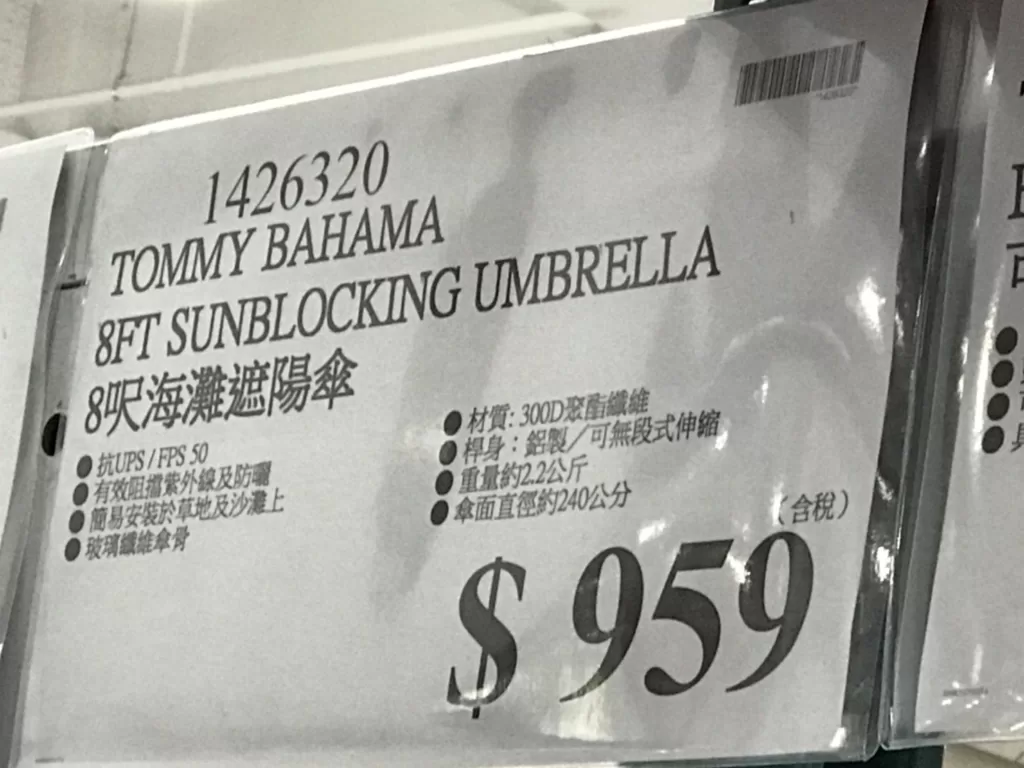 1426320
TOMMY BAHAMA
8FT SUNBLOCKING UMBRELLA
8呎海灘遮陽傘
●抗UPS / FPS 50
●有效阻擋紫外線及防曬
●簡易安裝於草地及沙灘上
●玻璃纖維傘骨
●材質: 300D聚酯纖維
●桿身：鋁製／可無段式伸縮
●重量約2.2公斤
●傘面直徑約240公分
（含稅）
$ 959